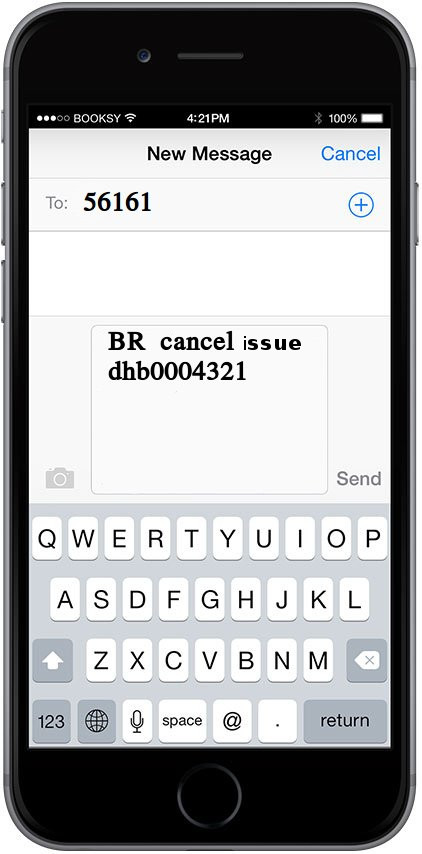 ●●●○○ BOOKSY 4:21PM 100%
New Message Cancel
To: 56161
BR cancel issue
dhb0004321
Send
Q W E R T Y U I O P
A S D F G H J K L
Z X C V B N M
123 space @ . return